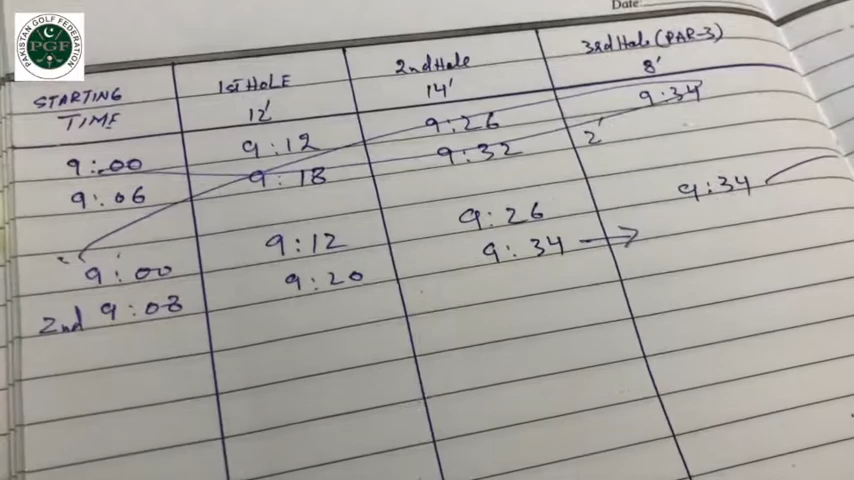 PAKISTAN GOLF FEDERATION
PGF
Date:
STARTING TIME 1st HOLE 12' 2nd Hole 14' 3rd Hole (PAR-3) 8'
9:00 9:12 9:26 9:34
9:06 9:18 9:32 2'
9:00 9:12 9:26 9:34
2nd 9:08 9:20 9:34 →